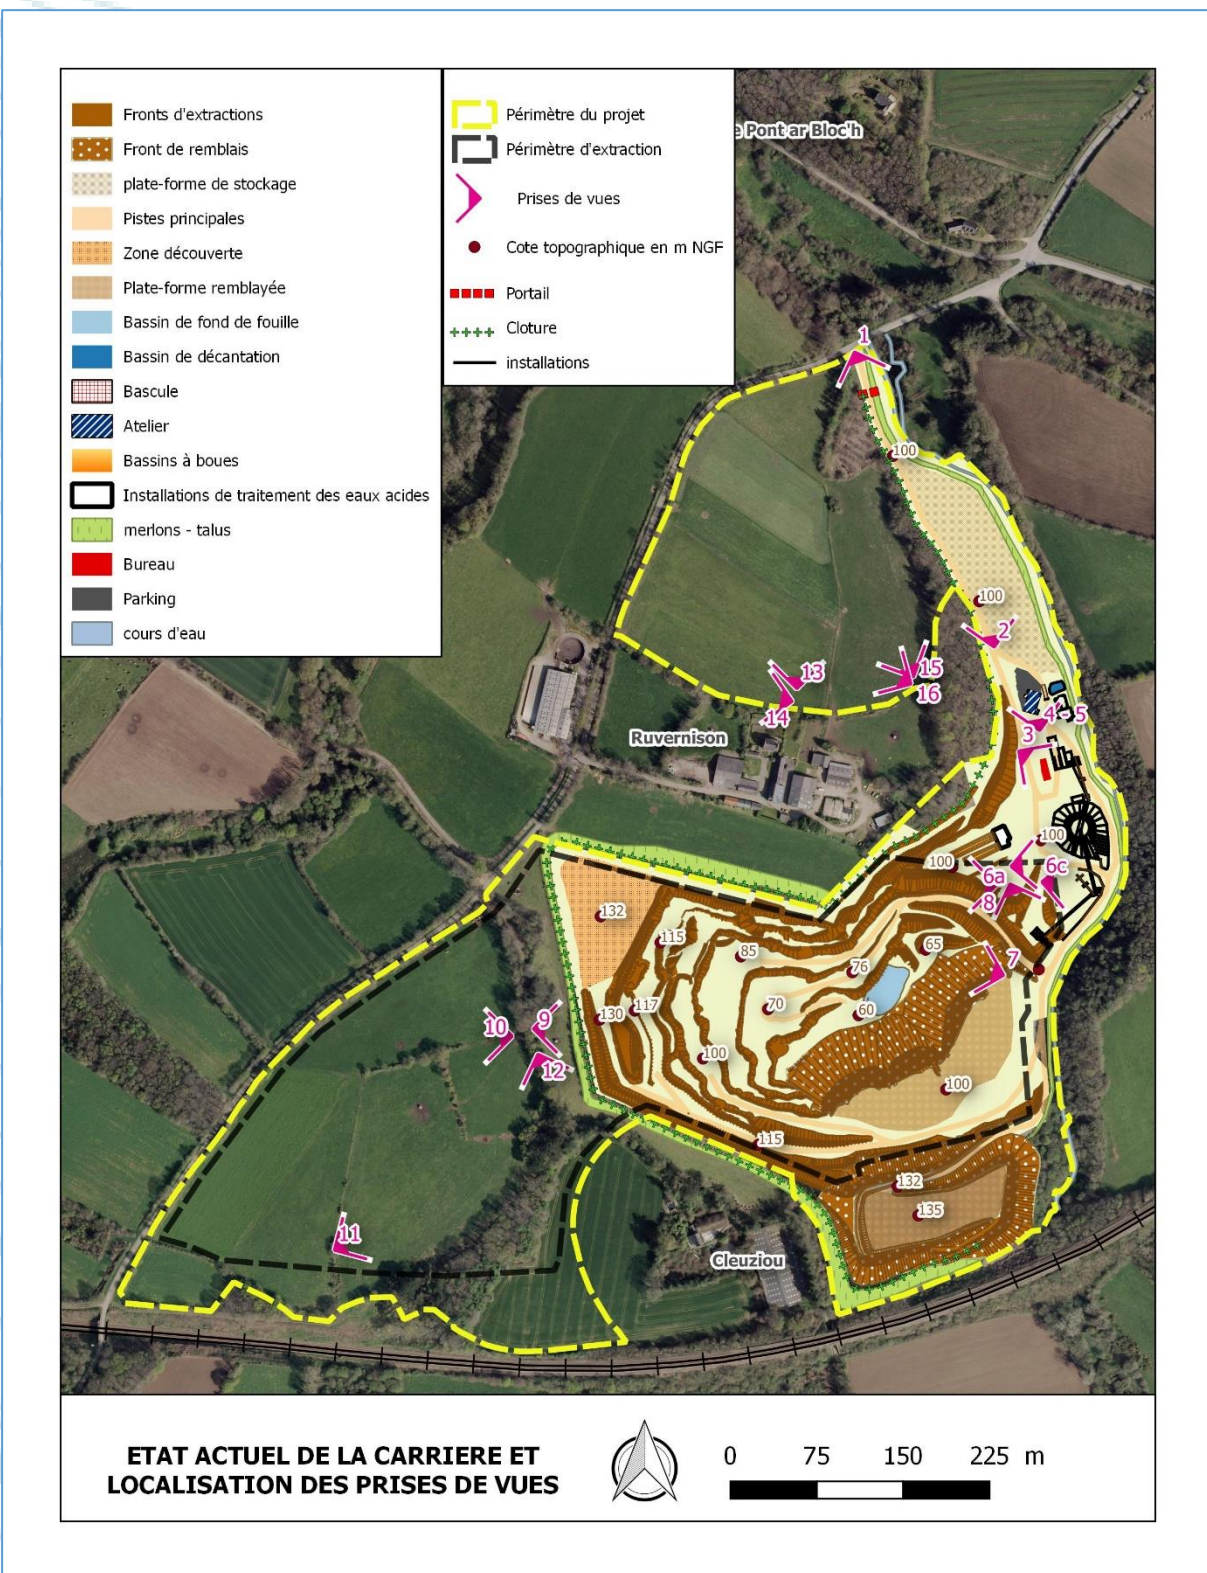 Fronts d'extractions
Front de remblais
plate-forme de stockage
Pistes principales
Zone découverte
Plate-forme remblayée
Bassin de fond de fouille
Bassin de décantation
Bascule
Atelier
Bassins à boues
Installations de traitement des eaux acides
merlons - talus
Bureau
Parking
cours d'eau
Périmètre du projet
Périmètre d'extraction
Prises de vues
Cote topographique en m NGF
Portail
Cloture
installations
e Pont ar Bloc'h
1
100
100
2
13
15
16
14
Ruvernison
4 - 5
3
100
100
6a
6c
8
132
115
85
76
65
7
130
117
70
60
10
9
12
100
100
115
132
135
11
Cleuziou
ETAT ACTUEL DE LA CARRIERE ET
LOCALISATION DES PRISES DE VUES
0 75 150 225 m